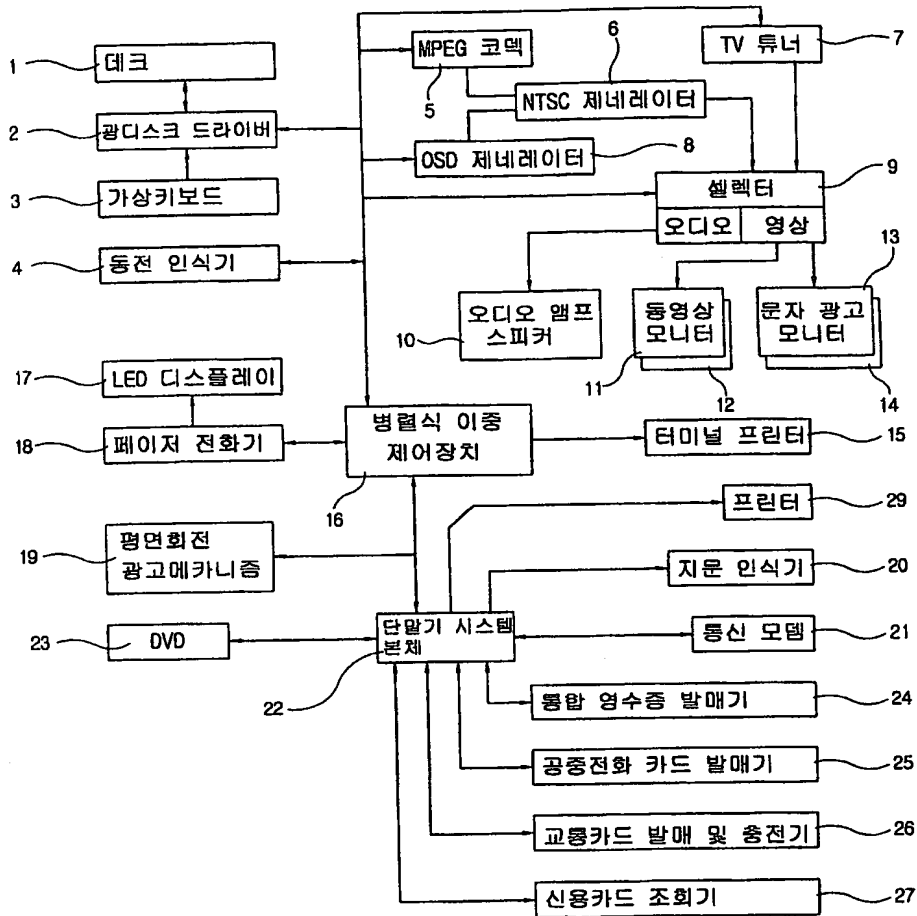 MPEG 코덱
5
6
TV 튜너
7
1
데크
NTSC 제네레이터
2
광디스크 드라이버
OSD 제네레이터
8
3
가상키보드
셀렉터
9
오디오
영상
4
동전 인식기
10
오디오 앰프
스피커
동영상
모니터
11
12
13
문자 광고
모니터
14
17
LED 디스플레이
18
페이저 전화기
병렬식 이중
제어장치
16
터미널 프린터
15
프린터
29
19
평면회전
광고메카니즘
지문 인식기
20
23
DVD
단말기 시스템
본체
22
통신 모뎀
21
통합 영수증 발매기
24
공중전화 카드 발매기
25
교통카드 발매 및 충전기
26
신용카드 조회기
27